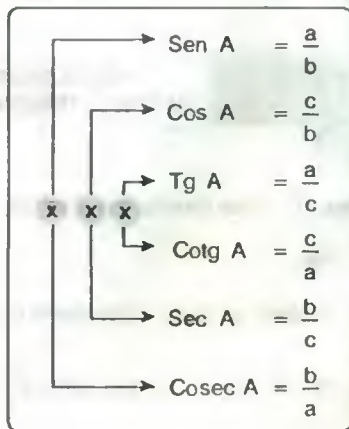 Sen A = a/b
Cos A = c/b
Tg A = a/c
x x x
Cotg A = c/a
Sec A = b/c
Cosec A = b/a